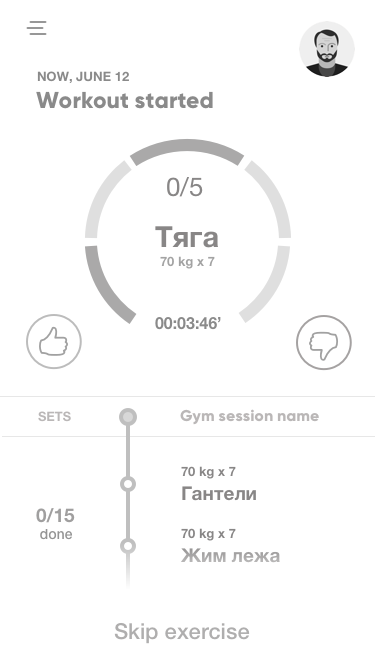 NOW, JUNE 12
Workout started
0/5
Тяга
70 kg x 7
00:03:46’
SETS
Gym session name
70 kg x 7
Гантели
0/15
done
70 kg x 7
Жим лежа
Skip exercise